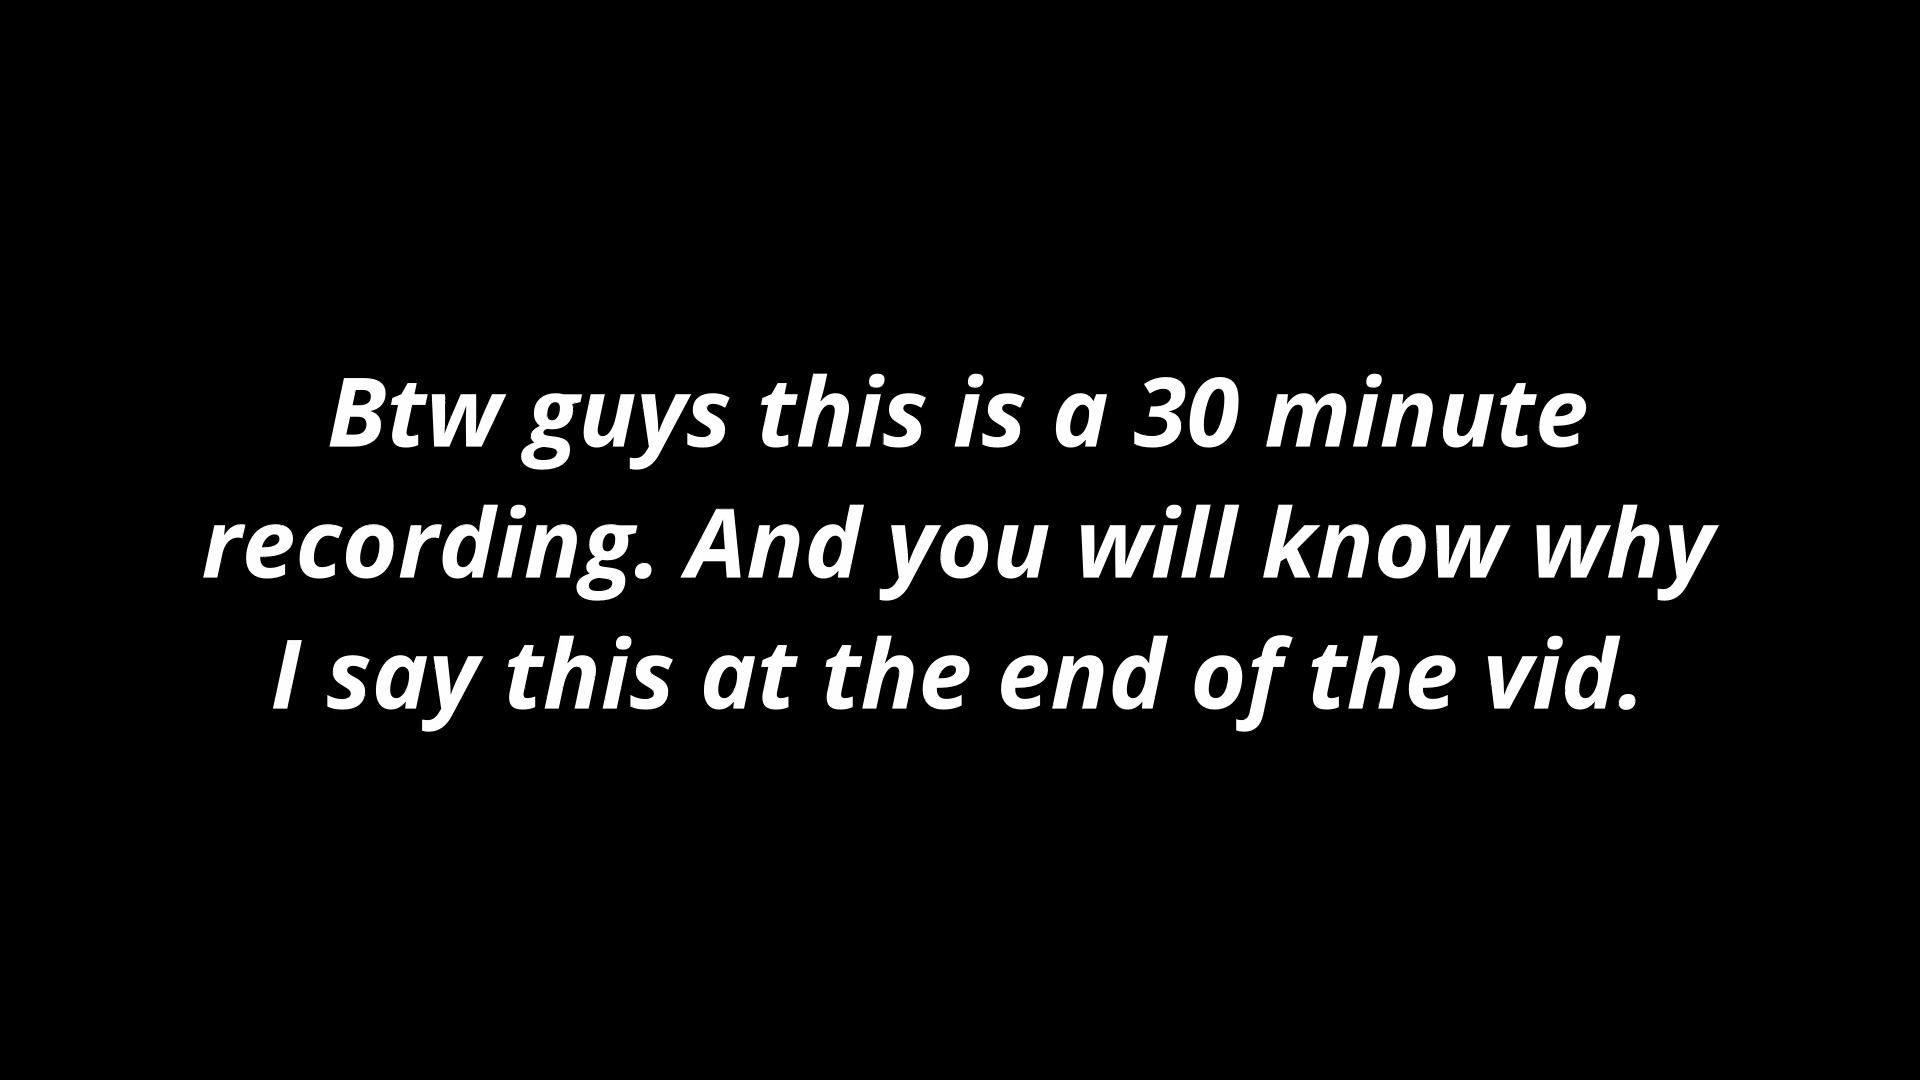 Btw guys this is a 30 minute
recording. And you will know why
I say this at the end of the vid.